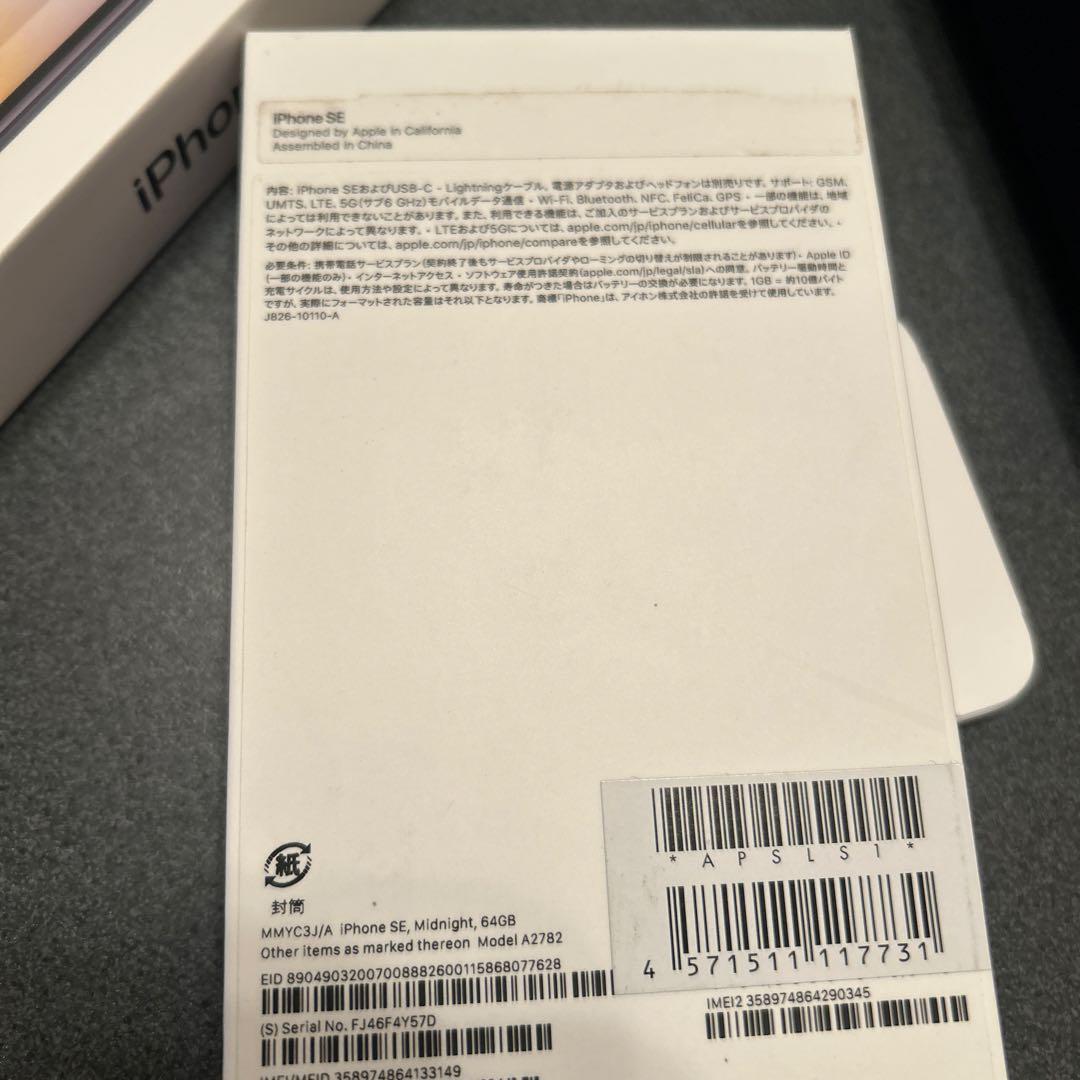 iPhone SE
Designed by Apple in California
Assembled in China
内容: iPhone SEおよびUSB-C - Lightningケーブル。電源アダプタおよびヘッドフォンは別売りです。サポート: GSM,
UMTS, LTE, 5G(サブ6 GHz)モバイルデータ通信・Wi-Fi, Bluetooth, NFC, FeliCa, GPS・一部の機能は、地域
によっては利用できないことがあります。また、利用できる機能は、ご加入のサービスプランおよびサービスプロバイダの
ネットワークによって異なります。・LTEおよび5Gについては、apple.com/jp/iphone/cellularを参照してください。・
その他の詳細については、apple.com/jp/iphone/compareを参照してください。
必要条件: 携帯電話サービスプラン(契約終了後もサービスプロバイダやローミングの切り替えが制限されることがあります)・Apple ID
(一部の機能のみ)・インターネットアクセス・ソフトウェア使用許諾契約(apple.com/jp/legal/sla)への同意。バッテリー駆動時間と
充電サイクルは、使用方法や設定によって異なります。寿命がつきた場合はバッテリーの交換が必要になります。1GB = 約10億バイト
ですが、実際にフォーマットされた容量はそれ以下となります。商標「iPhone」は、アイホン株式会社の許諾を受けて使用しています。
J826-10110-A
iPhon
*APSLS1*
4 571511 117731
紙
封筒
MMYC3J/A iPhone SE, Midnight, 64GB
Other items as marked thereon Model A2782
EID 89049032007008882600115868077628
(S) Serial No. FJ46F4Y57D
IMEI2 358974864290345
IMEI/MEID 358974864133149